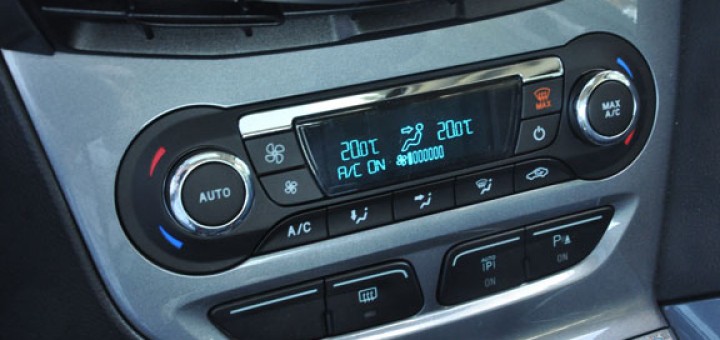 20.0°C 20.0°C
A/C ON
MAX
MAX
A/C
AUTO
A/C
ON
P
ON